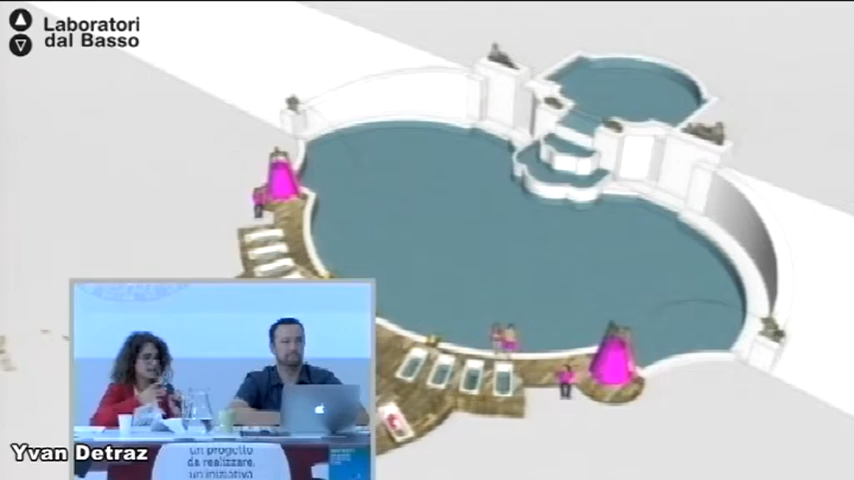 Laboratori
dal Basso
Yvan Detraz
un progetto
da realizzare,
un'iniziativa